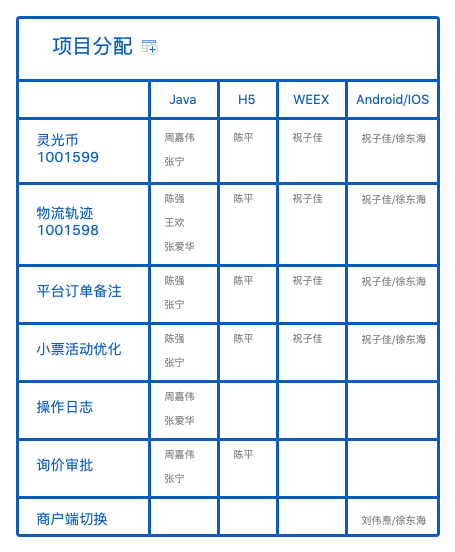 项目分配
Java H5 WEEX Android/IOS
灵光币
1001599
周嘉伟
张宁
陈平
祝子佳
祝子佳/徐东海
物流轨迹
1001598
陈强
王欢
张爱华
陈平
祝子佳
祝子佳/徐东海
平台订单备注
陈强
张宁
陈平
祝子佳
祝子佳/徐东海
小票活动优化
陈强
张宁
陈平
祝子佳
祝子佳/徐东海
操作日志
周嘉伟
张爱华
询价审批
周嘉伟
张宁
陈平
商户端切换
刘伟焘/徐东海